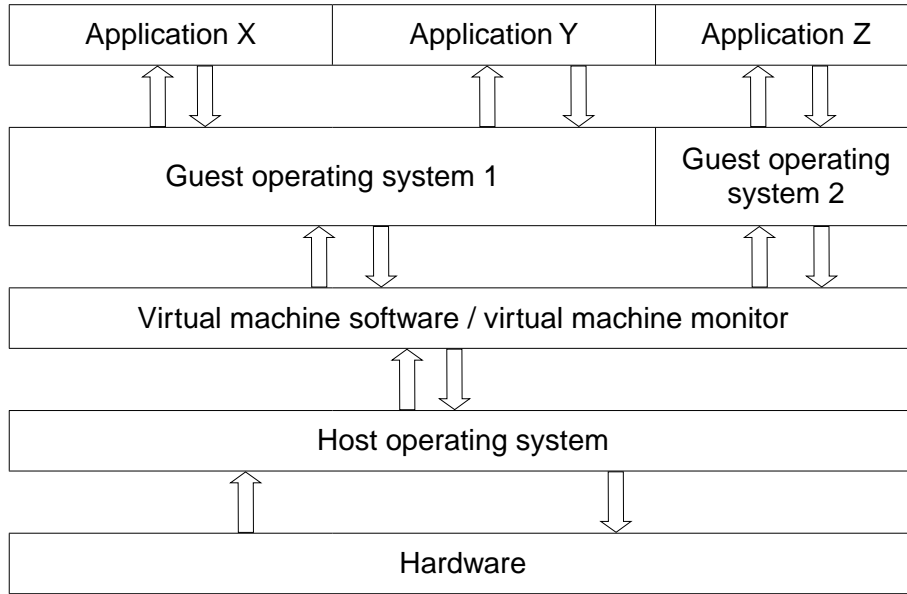 Application X
Application Y
Application Z
Guest operating system 1
Guest operating
system 2
Virtual machine software / virtual machine monitor
Host operating system
Hardware